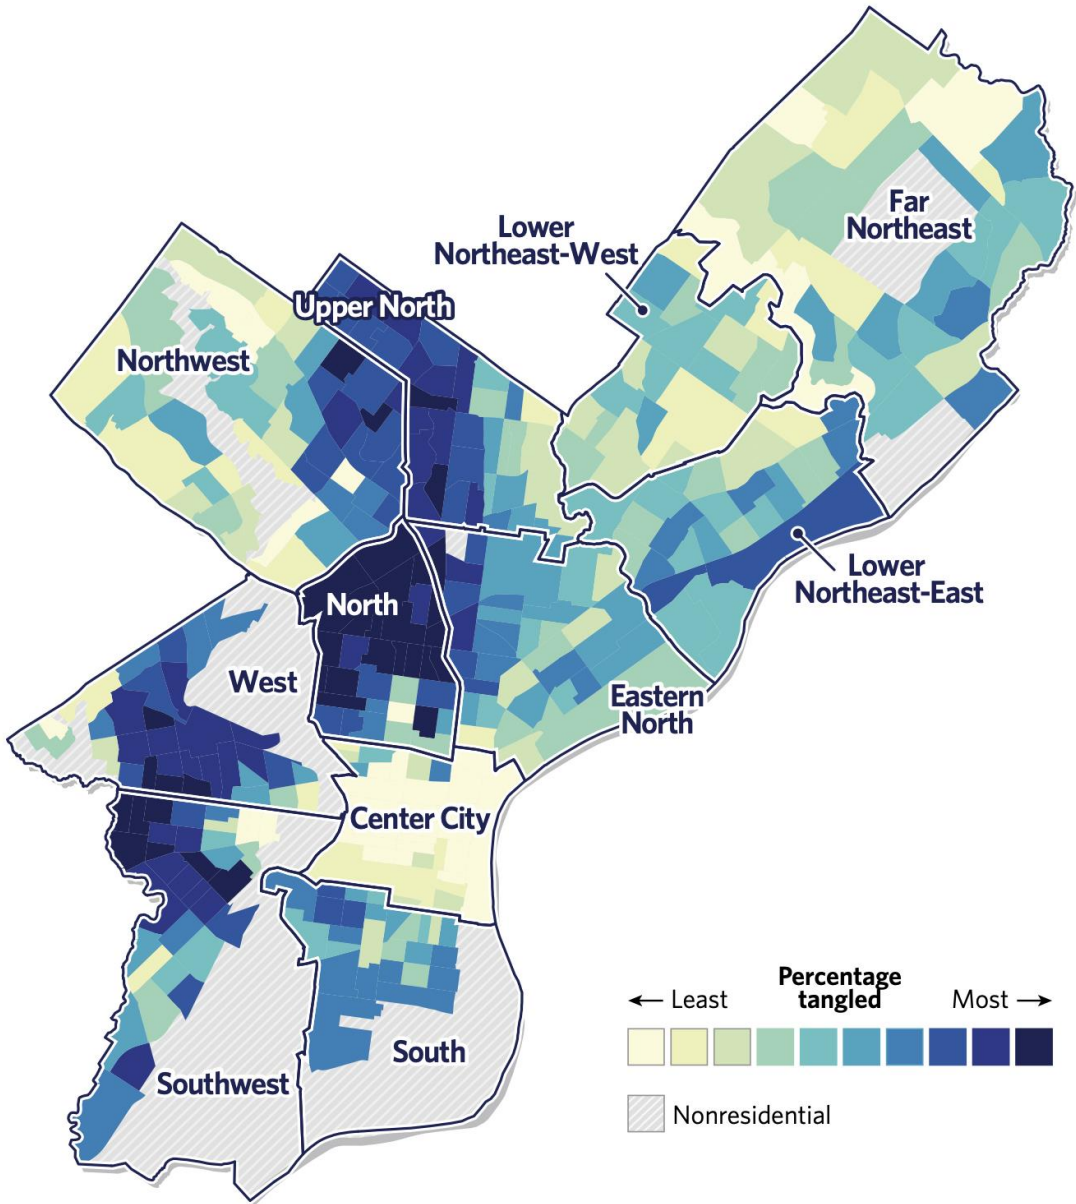 Far
Northeast
Lower
Northeast-West
Upper North
Northwest
Lower
Northeast-East
North
West
Eastern
North
Center City
Percentage
tangled
← Least
Most →
South
Southwest
Nonresidential